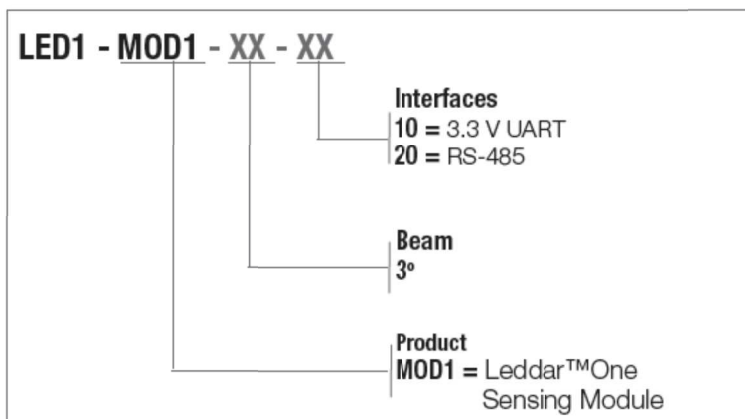 LED1 - MOD1 - XX - XX
Interfaces
10 = 3.3 V UART
20 = RS-485
Beam
3º
Product
MOD1 = Leddar™One
Sensing Module